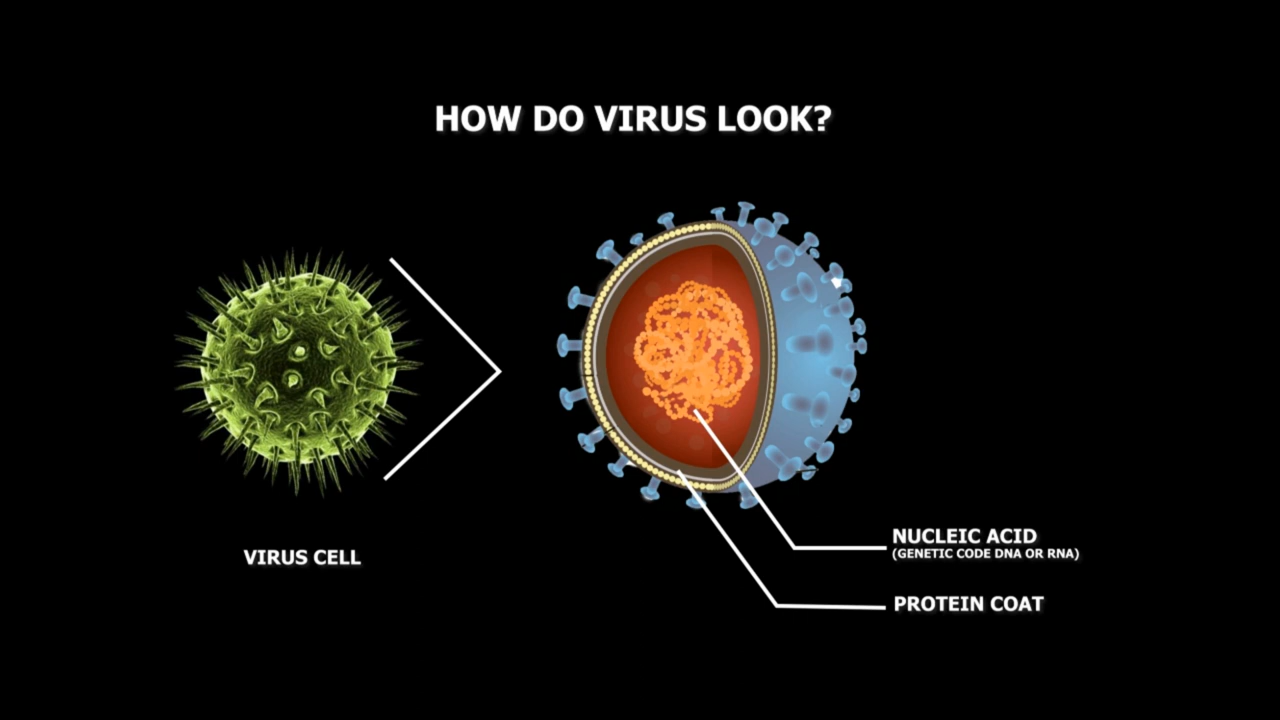 HOW DO VIRUS LOOK?
VIRUS CELL
NUCLEIC ACID
(GENETIC CODE DNA OR RNA)
PROTEIN COAT